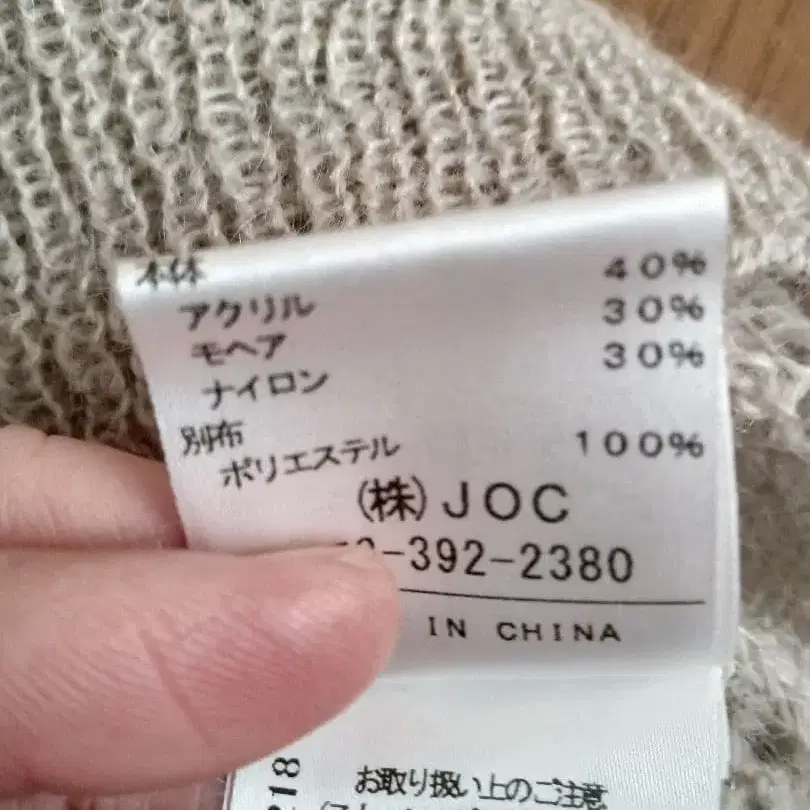 本体
アクリル 40%
モヘア 30%
ナイロン 30%
別布
ポリエステル 100%
(株)JOC
-392-2380
IN CHINA
218
お取り扱い上のご注意